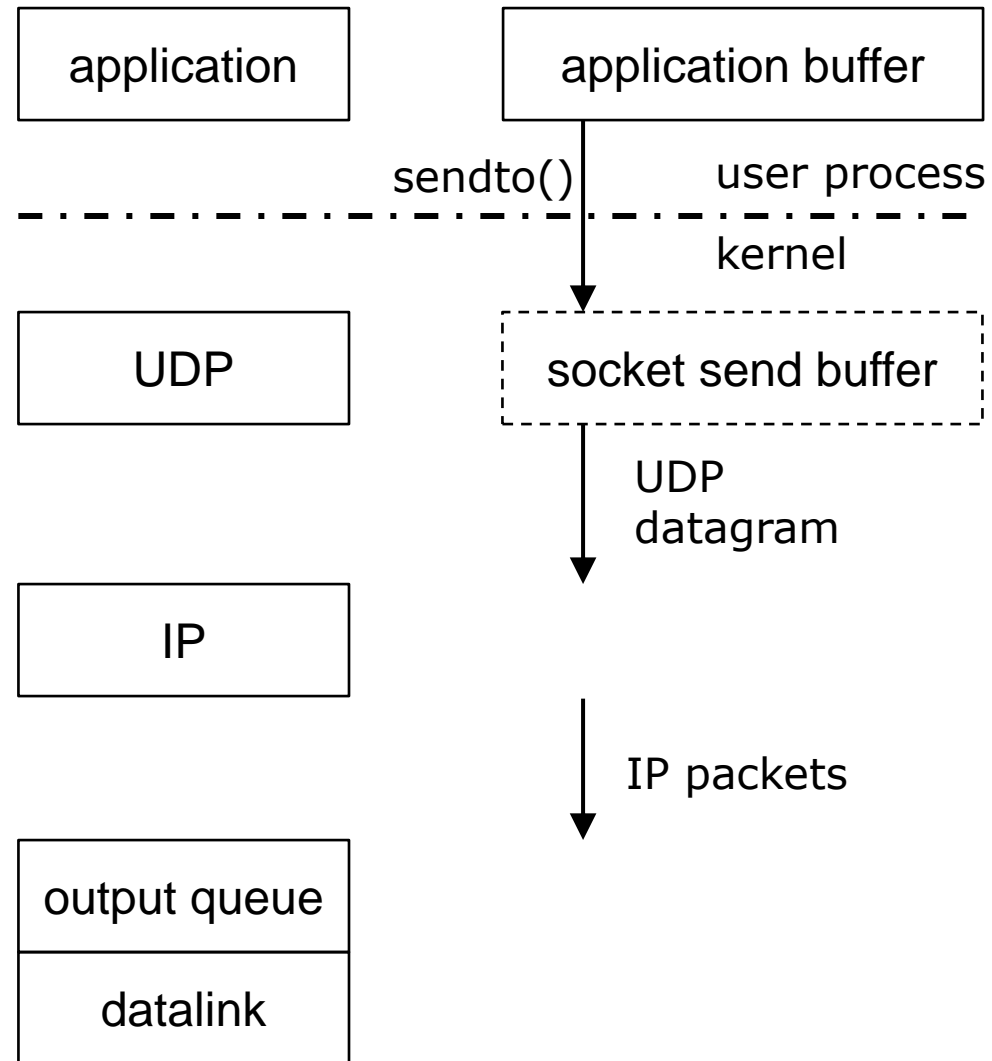 application
application buffer
sendto()
user process
kernel
UDP
socket send buffer
UDP
datagram
IP
IP packets
output queue
datalink